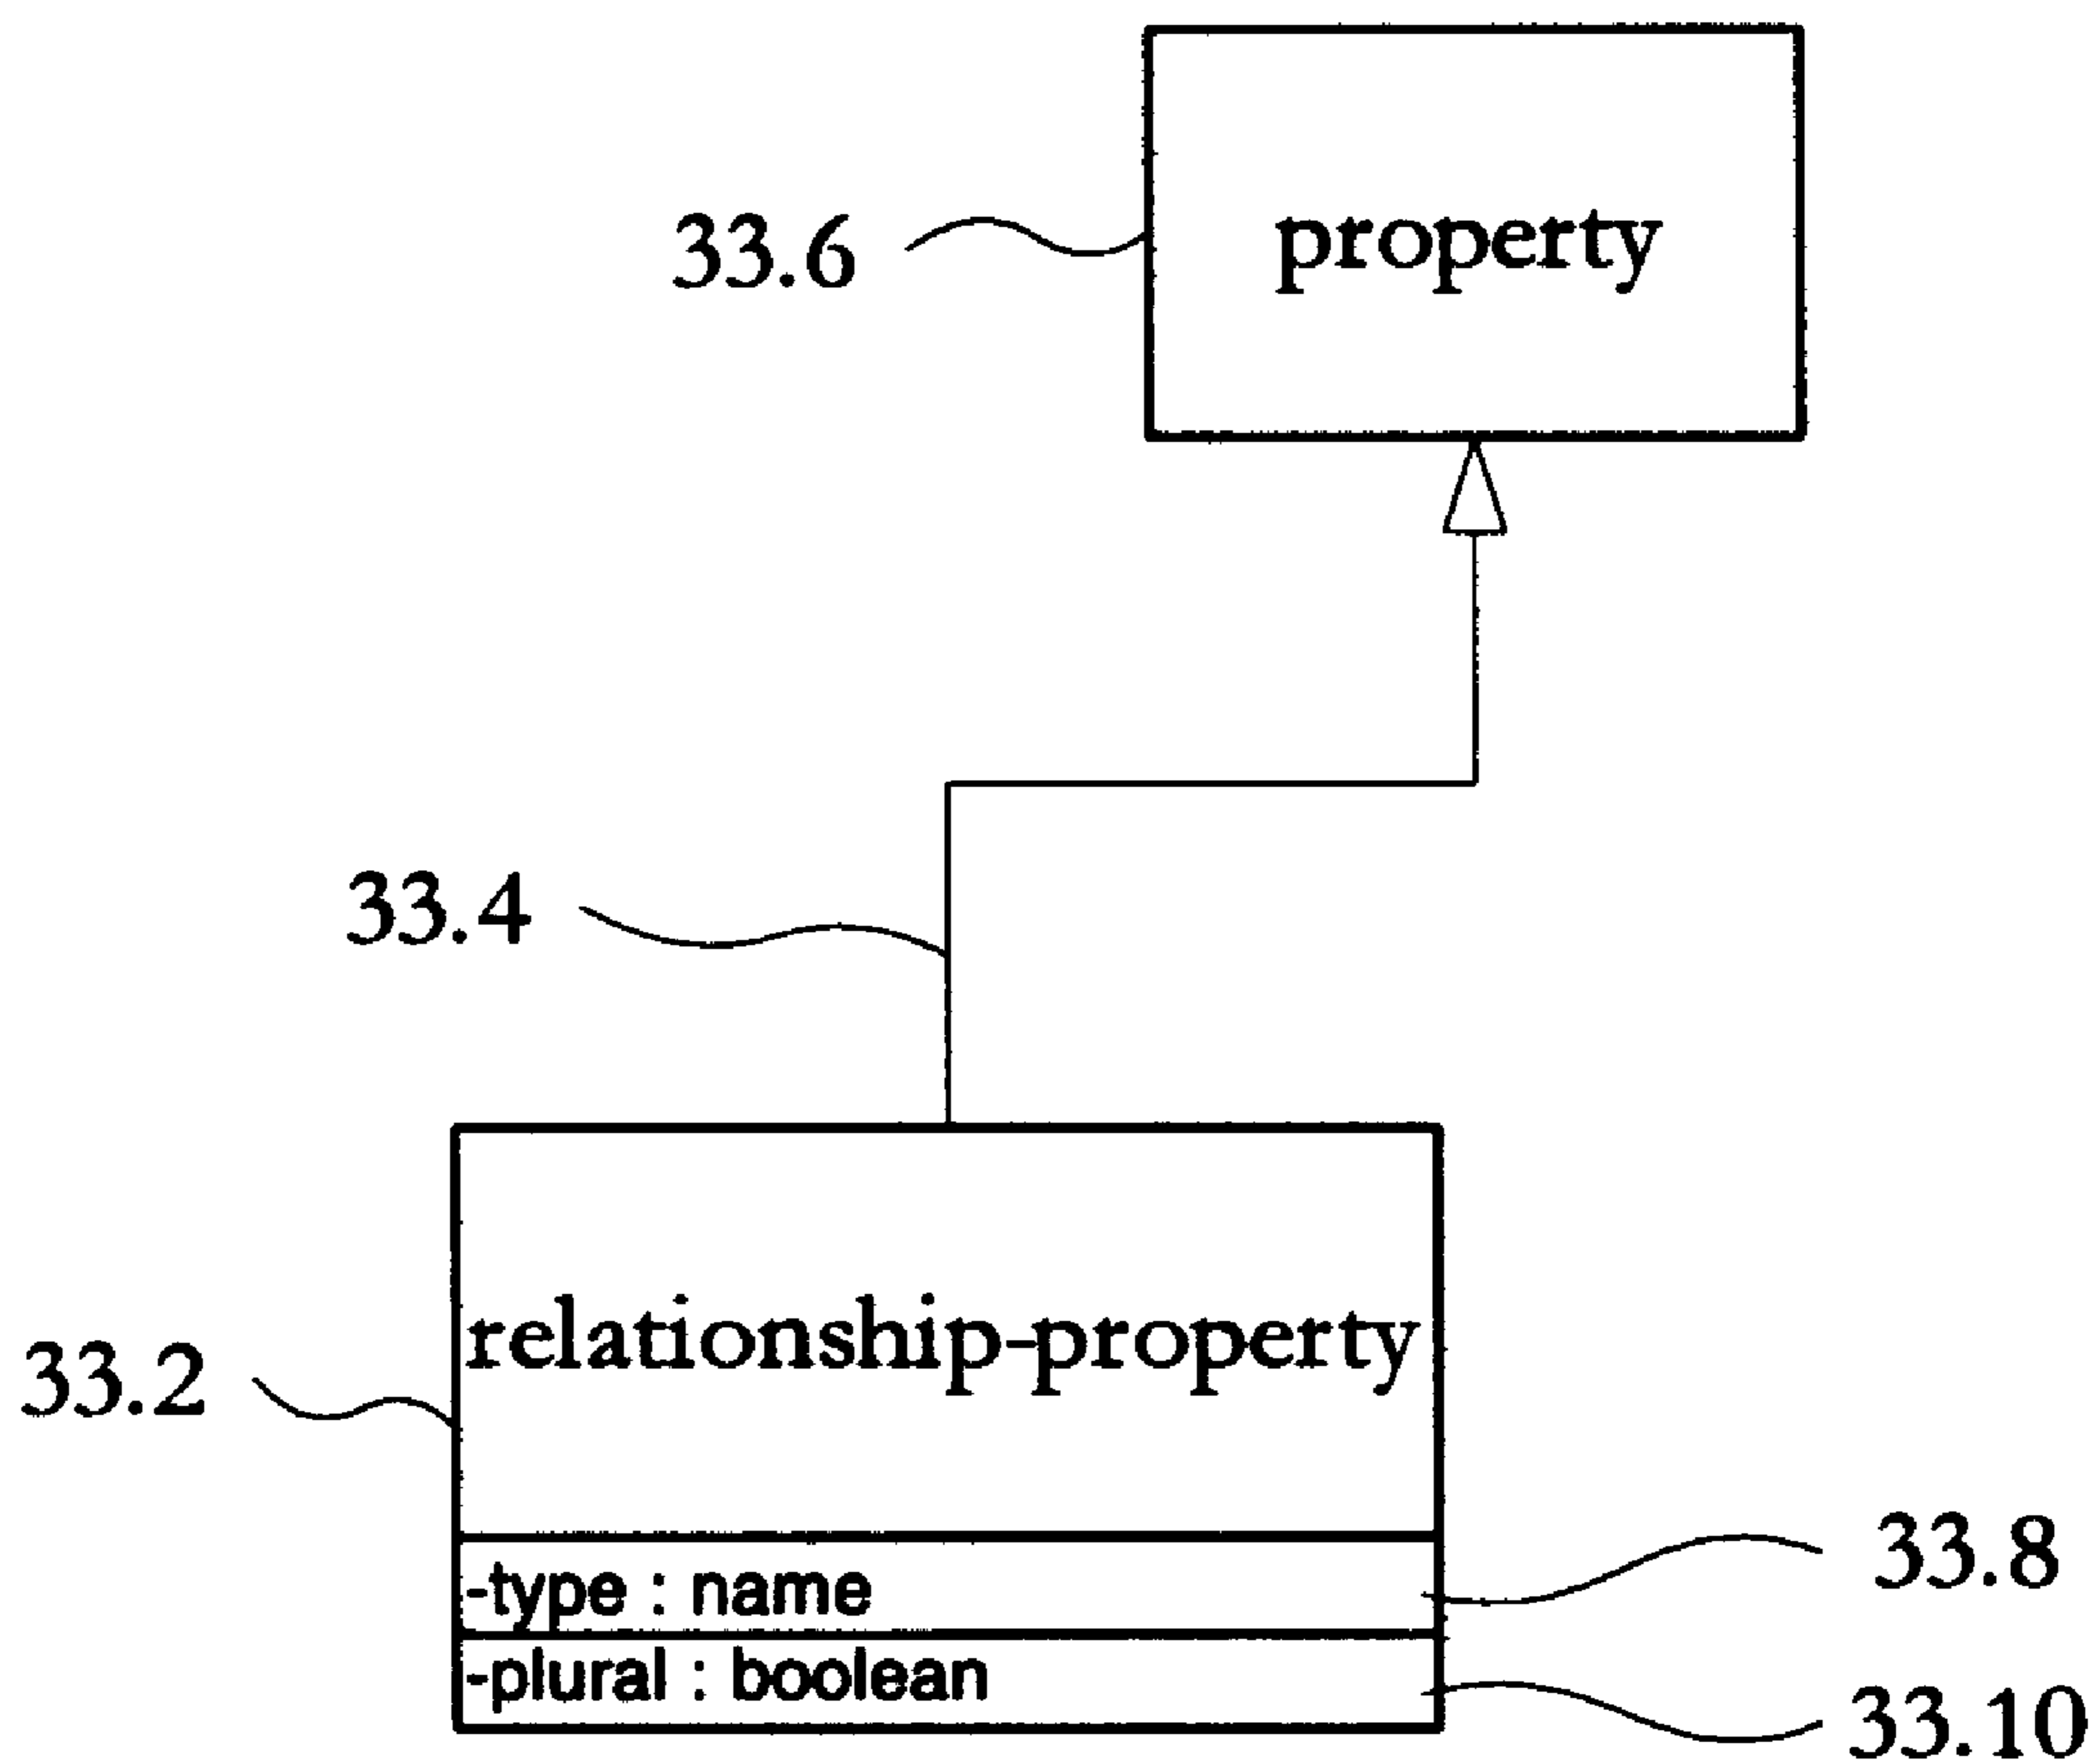 33.6
property
33.4
33.2
relationship-property
-type : name
33.8
-plural : boolean
33.10